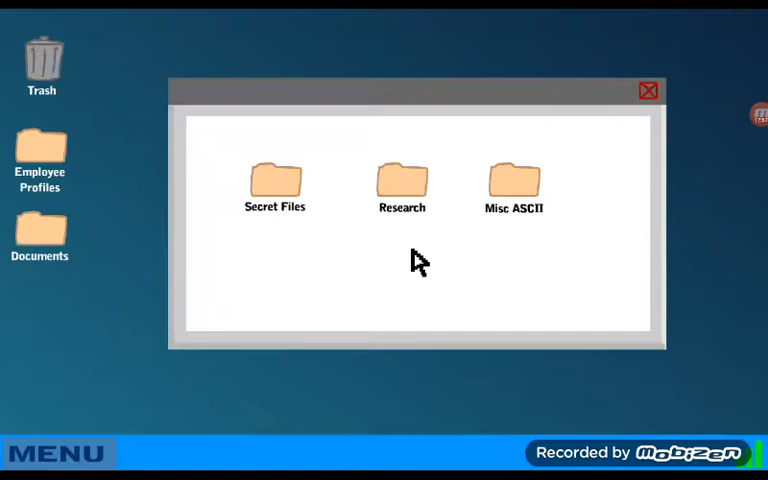 Trash
Employee
Profiles
Documents
Secret Files
Research
Misc ASCII
MENU
Recorded by mobizen